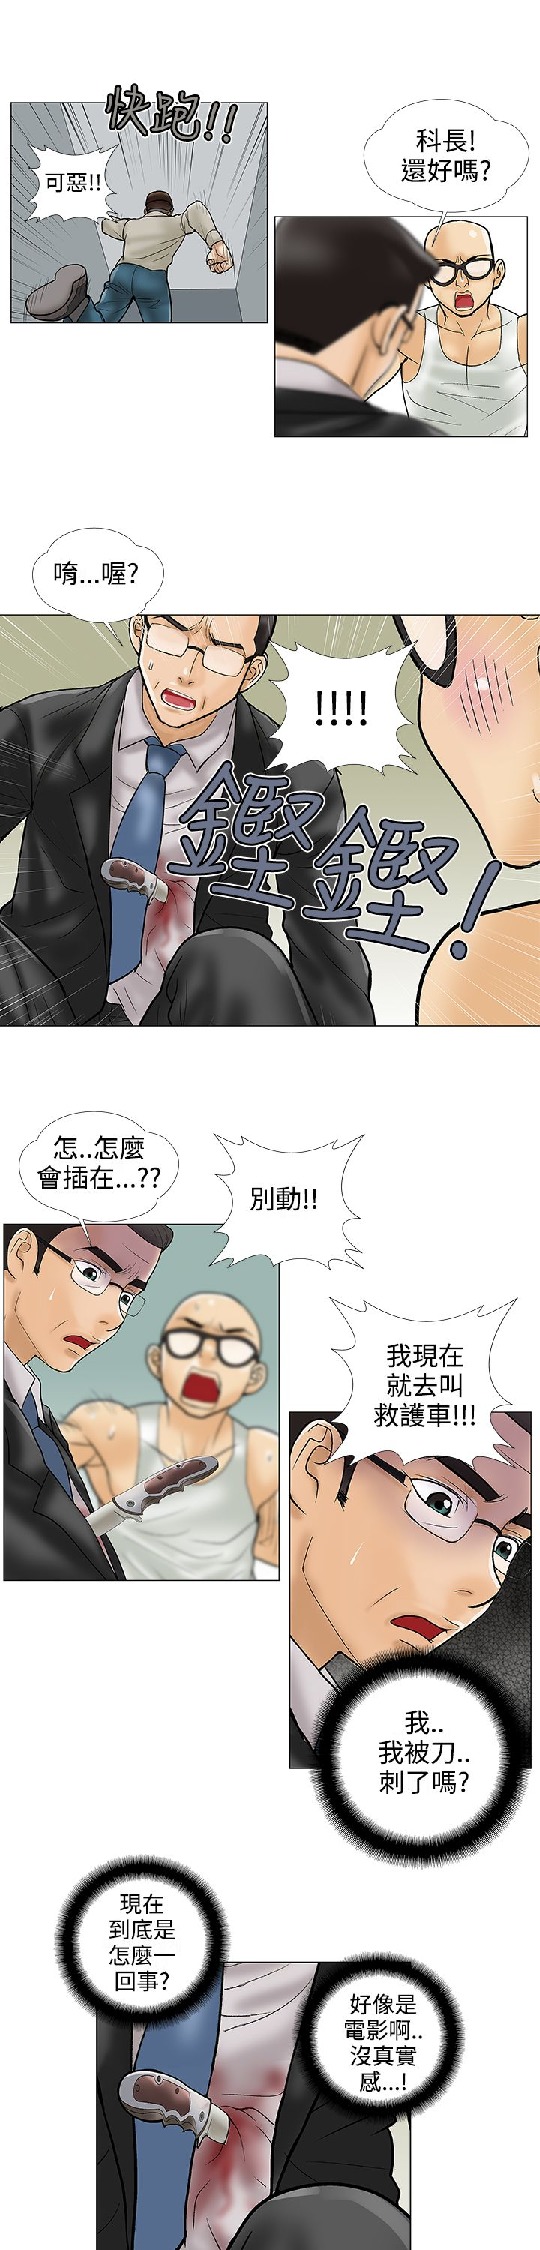 快跑!!
可惡!!
科長!
還好嗎?
唷...喔?
!!!!
鏗鏗!
怎..怎麼
會插在...??
別動!!
我現在
就去叫
救護車!!!
我..
我被刀..
刺了嗎?
現在
到底是
怎麼一
回事?
好像是
電影啊..
沒真實
感...!